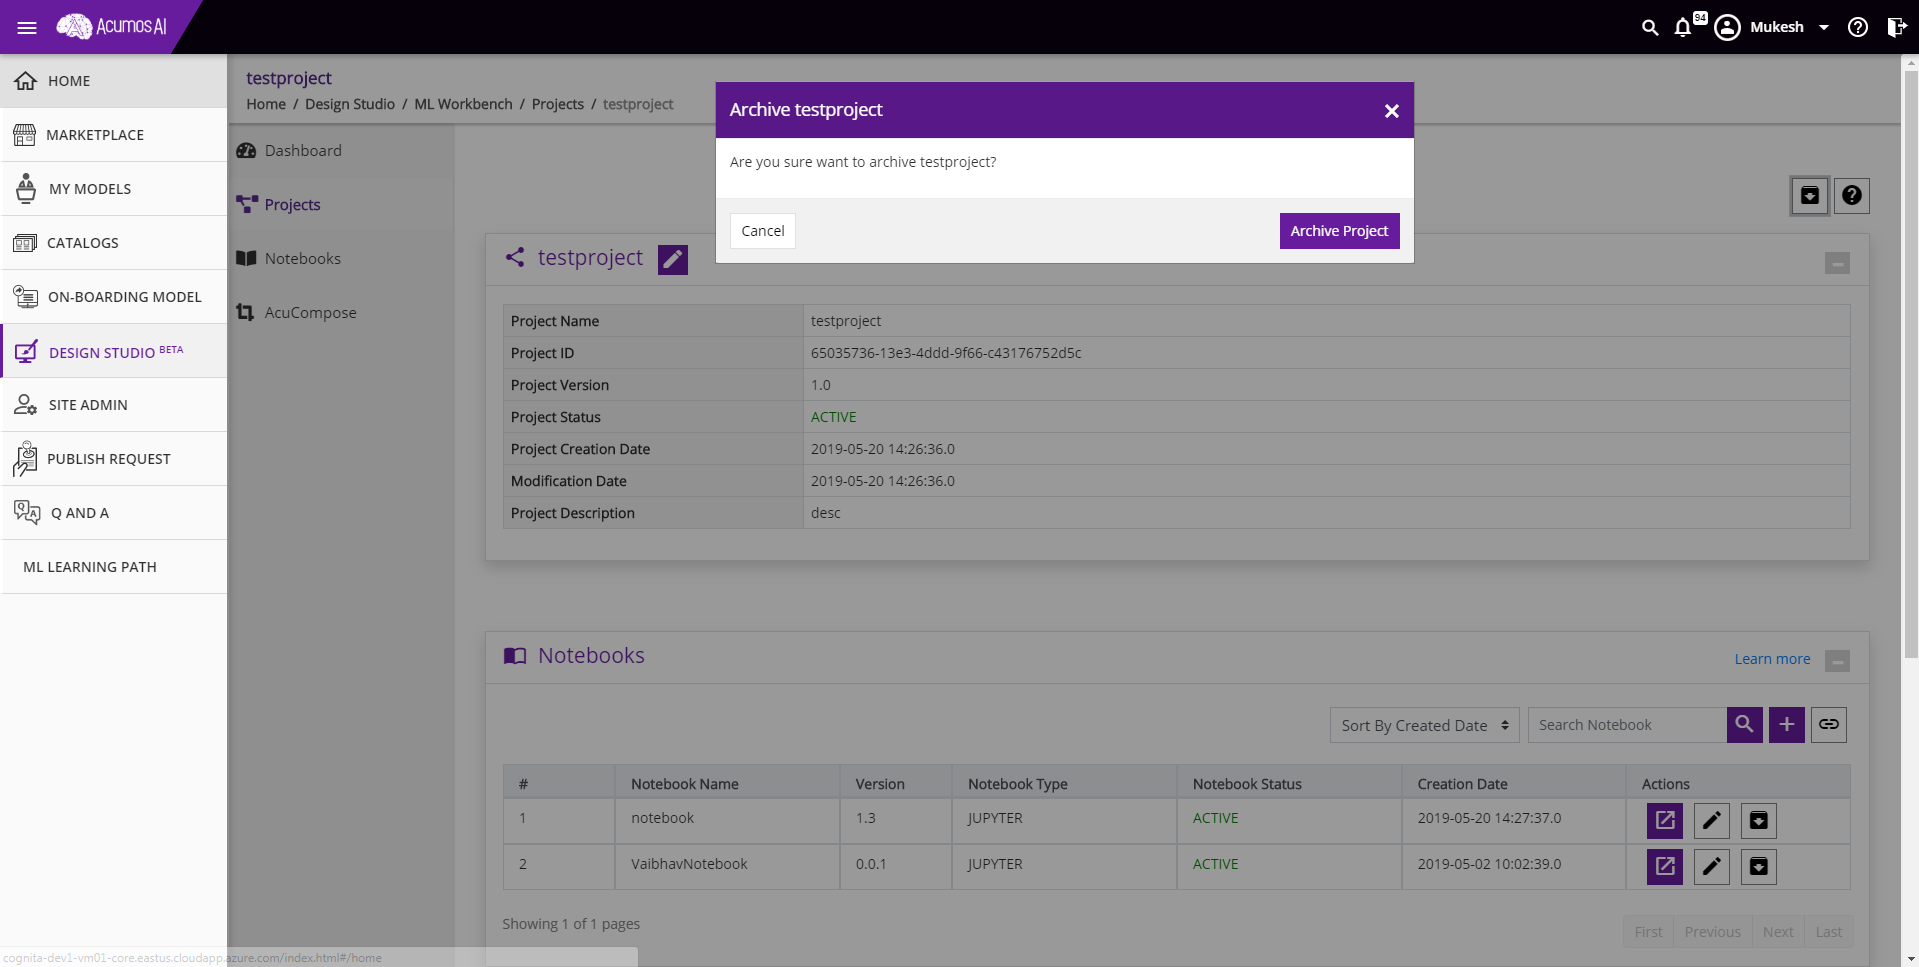 Acumos AI
94
Mukesh
HOME
MARKETPLACE
MY MODELS
CATALOGS
ON-BOARDING MODEL
DESIGN STUDIO BETA
SITE ADMIN
PUBLISH REQUEST
Q AND A
ML LEARNING PATH
testproject
Home / Design Studio / ML Workbench / Projects / testproject
Dashboard
Projects
Notebooks
AcuCompose
Archive testproject
Are you sure want to archive testproject?
Cancel
Archive Project
testproject
Project Name testproject
Project ID 65035736-13e3-4ddd-9f66-c43176752d5c
Project Version 1.0
Project Status ACTIVE
Project Creation Date 2019-05-20 14:26:36.0
Modification Date 2019-05-20 14:26:36.0
Project Description desc
Notebooks
Learn more
Sort By Created Date
Search Notebook
# Notebook Name Version Notebook Type Notebook Status Creation Date Actions
1 notebook 1.3 JUPYTER ACTIVE 2019-05-20 14:27:37.0
2 VaibhavNotebook 0.0.1 JUPYTER ACTIVE 2019-05-02 10:02:39.0
Showing 1 of 1 pages
First Previous Next Last
cognita-dev1-vm01-core.eastus.cloudapp.azure.com/index.html#/home